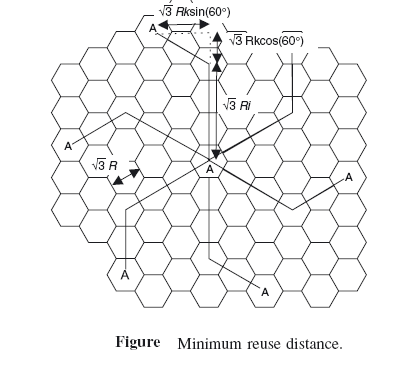 √3 Rksin(60°)
A
√3 Rkcos(60°)
√3 Ri
A
√3 R
A
A
A
A
Figure Minimum reuse distance.